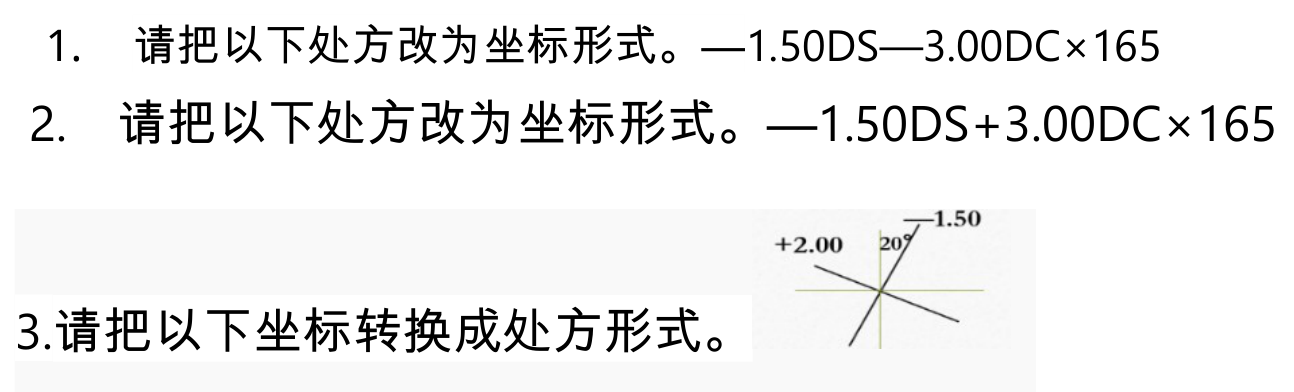 1. 请把以下处方改为坐标形式。—1.50DS—3.00DC×165
2. 请把以下处方改为坐标形式。—1.50DS+3.00DC×165
—1.50
+2.00 20°
3.请把以下坐标转换成处方形式。